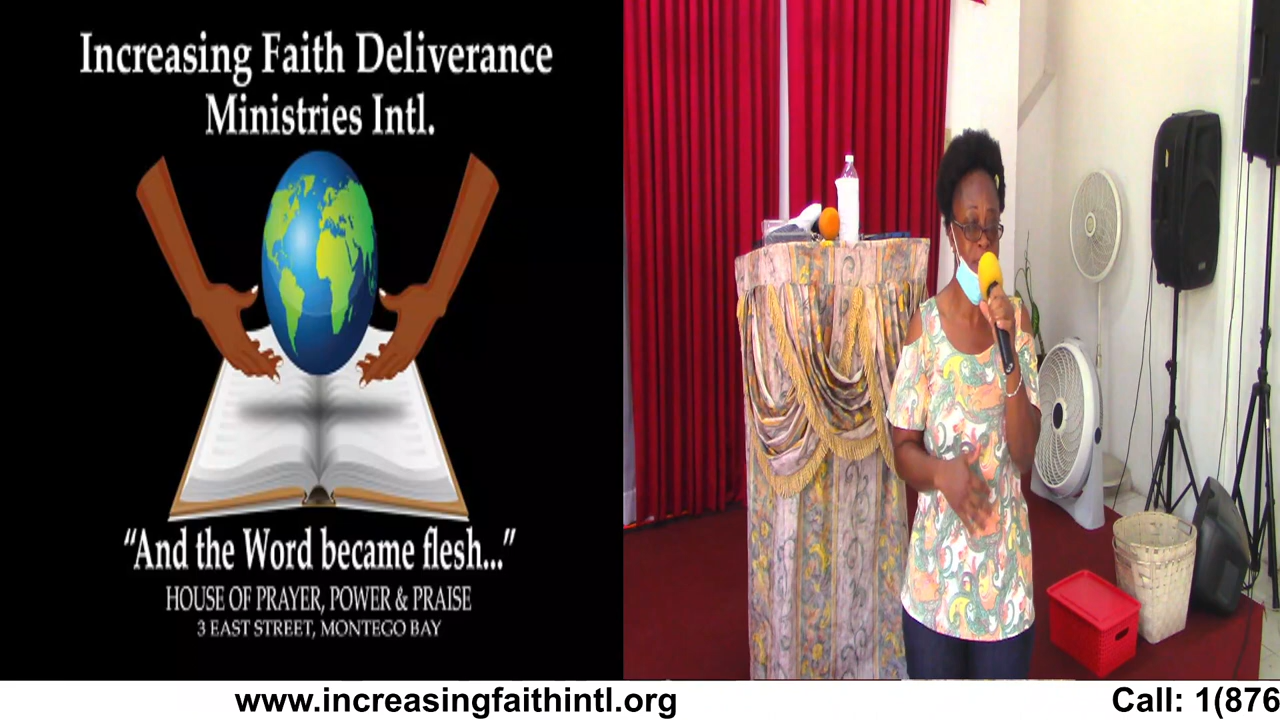 Increasing Faith Deliverance
Ministries Intl.
“And the Word became flesh...”
HOUSE OF PRAYER, POWER & PRAISE
3 EAST STREET, MONTEGO BAY
www.increasingfaithintl.org
Call: 1(876